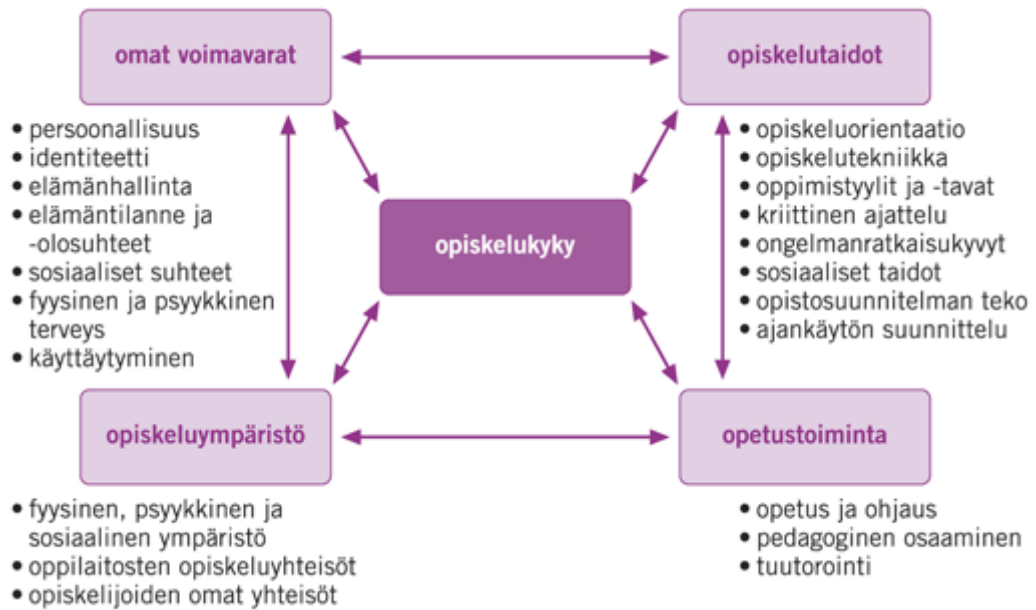 omat voimavarat
• persoonallisuus
• identiteetti
• elämänhallinta
• elämäntilanne ja
-olosuhteet
• sosiaaliset suhteet
• fyysinen ja psyykkinen
terveys
• käyttäytyminen
opiskelutaidot
• opiskeluorientaatio
• opiskelutekniikka
• oppimistyylit ja -tavat
• kriittinen ajattelu
• ongelmanratkaisukyvyt
• sosiaaliset taidot
• opistosuunnitelman teko
• ajankäytön suunnittelu
opiskelukyky
opiskeluympäristö
• fyysinen, psyykkinen ja
sosiaalinen ympäristö
• oppilaitosten opiskeluyhteisöt
• opiskelijoiden omat yhteisöt
opetustoiminta
• opetus ja ohjaus
• pedagoginen osaaminen
• tuutorointi